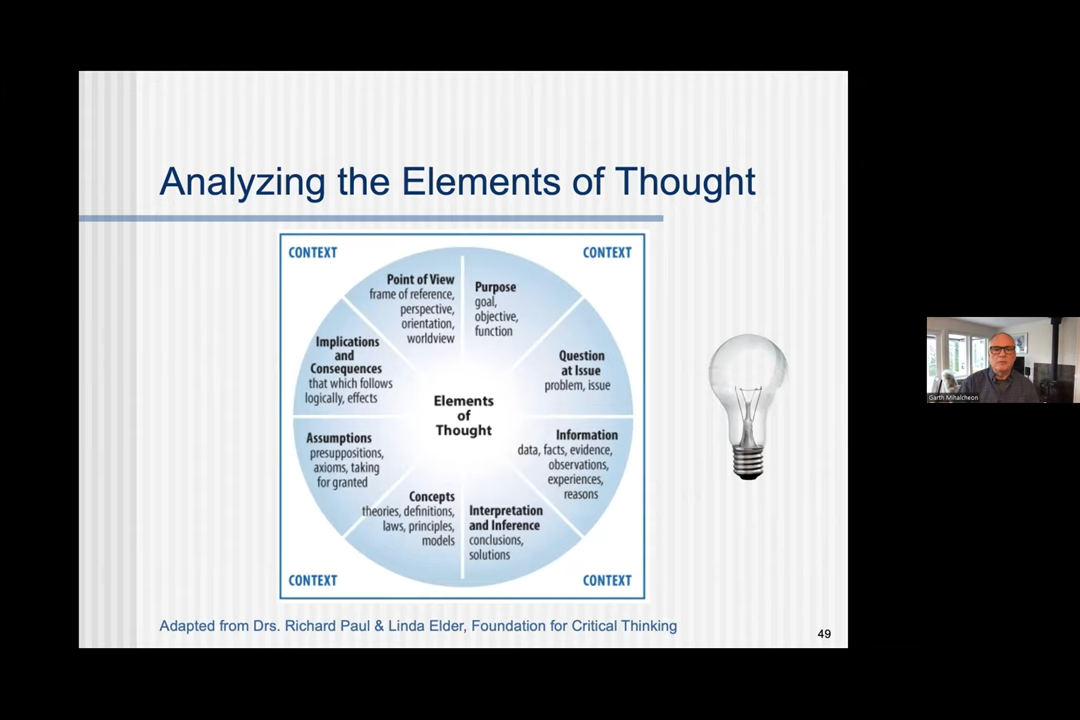 Analyzing the Elements of Thought
CONTEXT
CONTEXT
Point of View
frame of reference,
perspective,
orientation,
worldview
Purpose
goal,
objective,
function
Question
at Issue
problem, issue
Information
data, facts, evidence,
observations,
experiences,
reasons
Interpretation
and Inference
conclusions,
solutions
Concepts
theories, definitions,
laws, principles,
models
Assumptions
presuppositions,
axioms, taking
for granted
Implications
and
Consequences
that which follows
logically, effects
Elements
of
Thought
CONTEXT
CONTEXT
Adapted from Drs. Richard Paul & Linda Elder, Foundation for Critical Thinking
49
Garth Mihalcheon